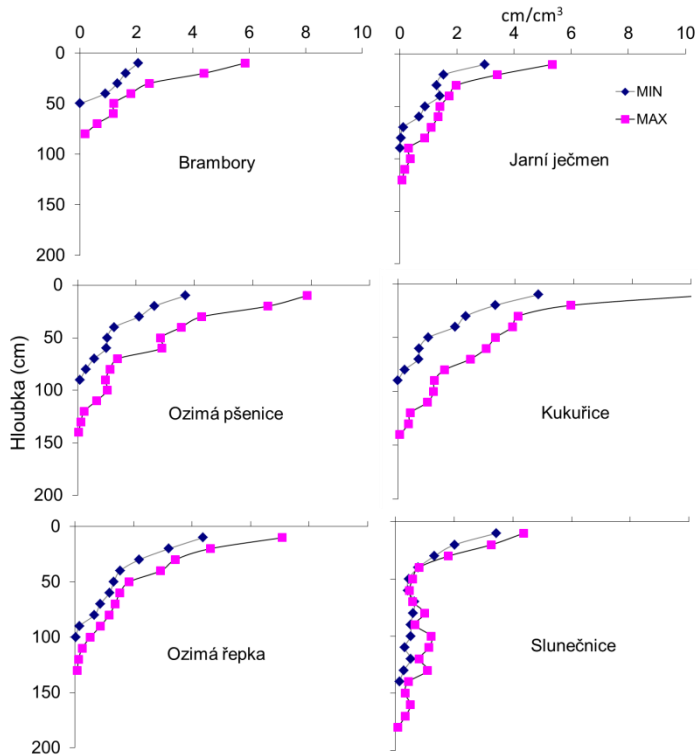 cm/cm³
0 2 4 6 8 10
0 2 4 6 8 10
0
50
100
150
200
Brambory
MIN
MAX
Jarní ječmen
0
50
100
150
200
Ozimá pšenice
Kukuřice
Hloubka (cm)
0
50
100
150
200
Ozimá řepka
Slunečnice